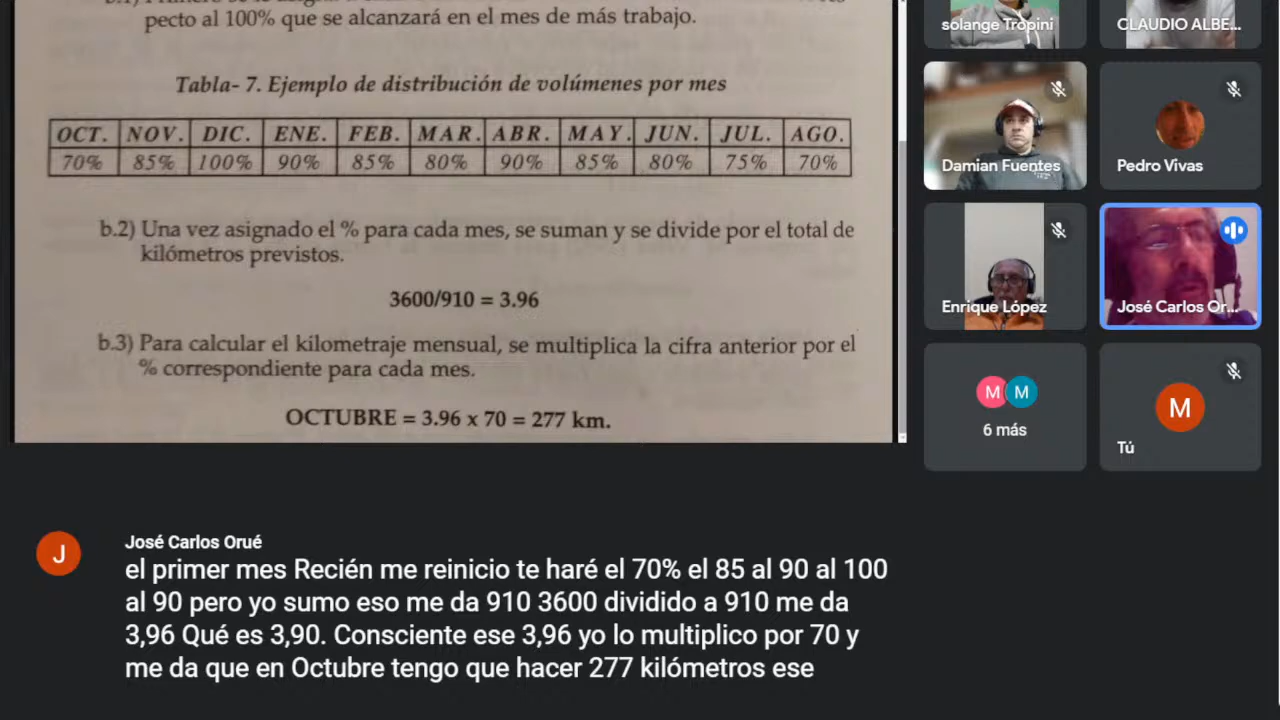 pecto al 100% que se alcanzará en el mes de más trabajo.
Tabla- 7. Ejemplo de distribución de volúmenes por mes
OCT. NOV. DIC. ENE. FEB. MAR. ABR. MAY. JUN. JUL. AGO.
70% 85% 100% 90% 85% 80% 90% 85% 80% 75% 70%
b.2) Una vez asignado el % para cada mes, se suman y se divide por el total de
kilómetros previstos.
3600/910 = 3.96
b.3) Para calcular el kilometraje mensual, se multiplica la cifra anterior por el
% correspondiente para cada mes.
OCTUBRE = 3.96 x 70 = 277 km.
solange Tropini
CLAUDIO ALBE...
Damian Fuentes
Pedro Vivas
Enrique López
José Carlos Or...
M M
6 más
M
Tú
J
José Carlos Orué
el primer mes Recién me reinicio te haré el 70% el 85 al 90 al 100
al 90 pero yo sumo eso me da 910 3600 dividido a 910 me da
3,96 Qué es 3,90. Consciente ese 3,96 yo lo multiplico por 70 y
me da que en Octubre tengo que hacer 277 kilómetros ese